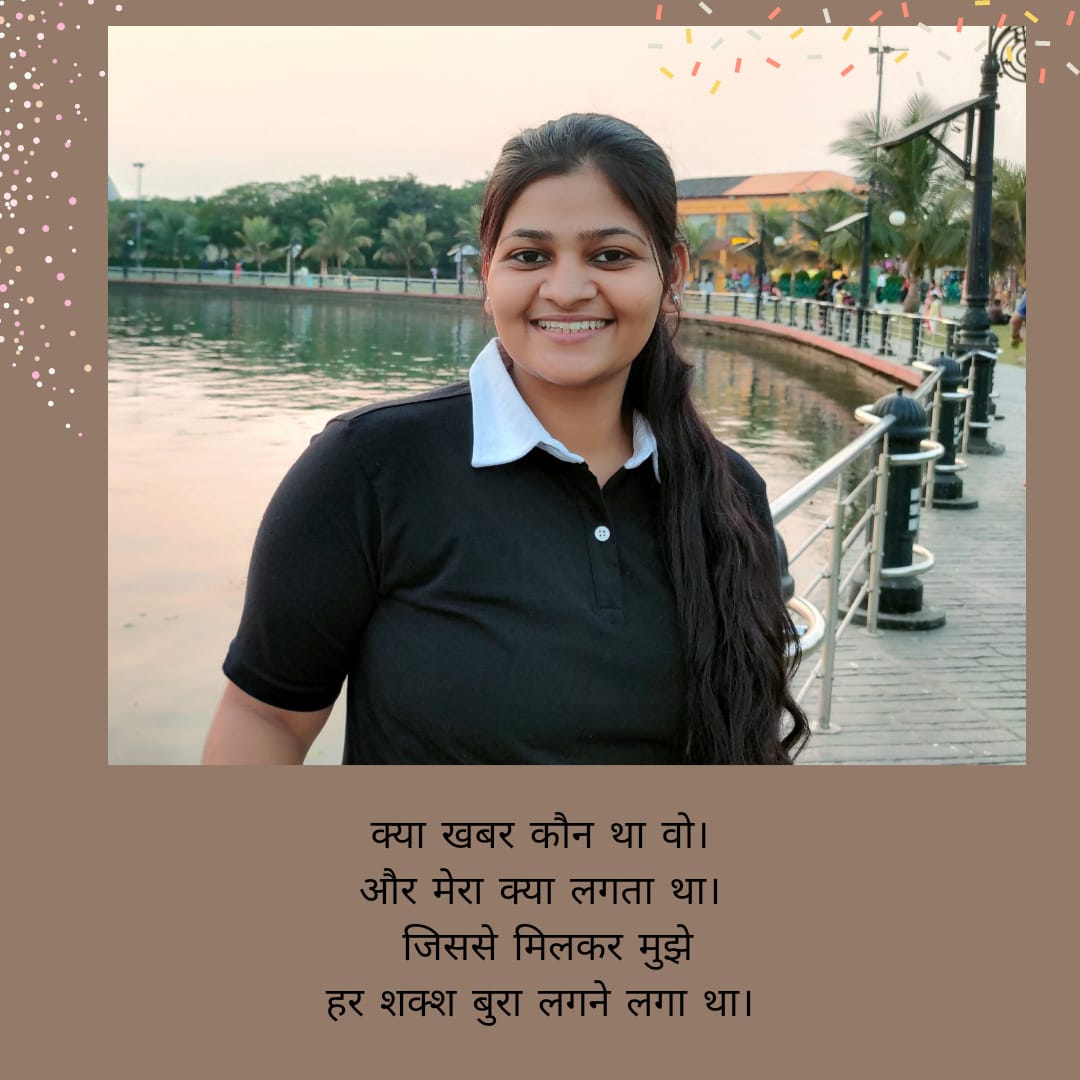 क्या खबर कौन था वो।
और मेरा क्या लगता था।
जिससे मिलकर मुझे
हर शक्श बुरा लगने लगा था।